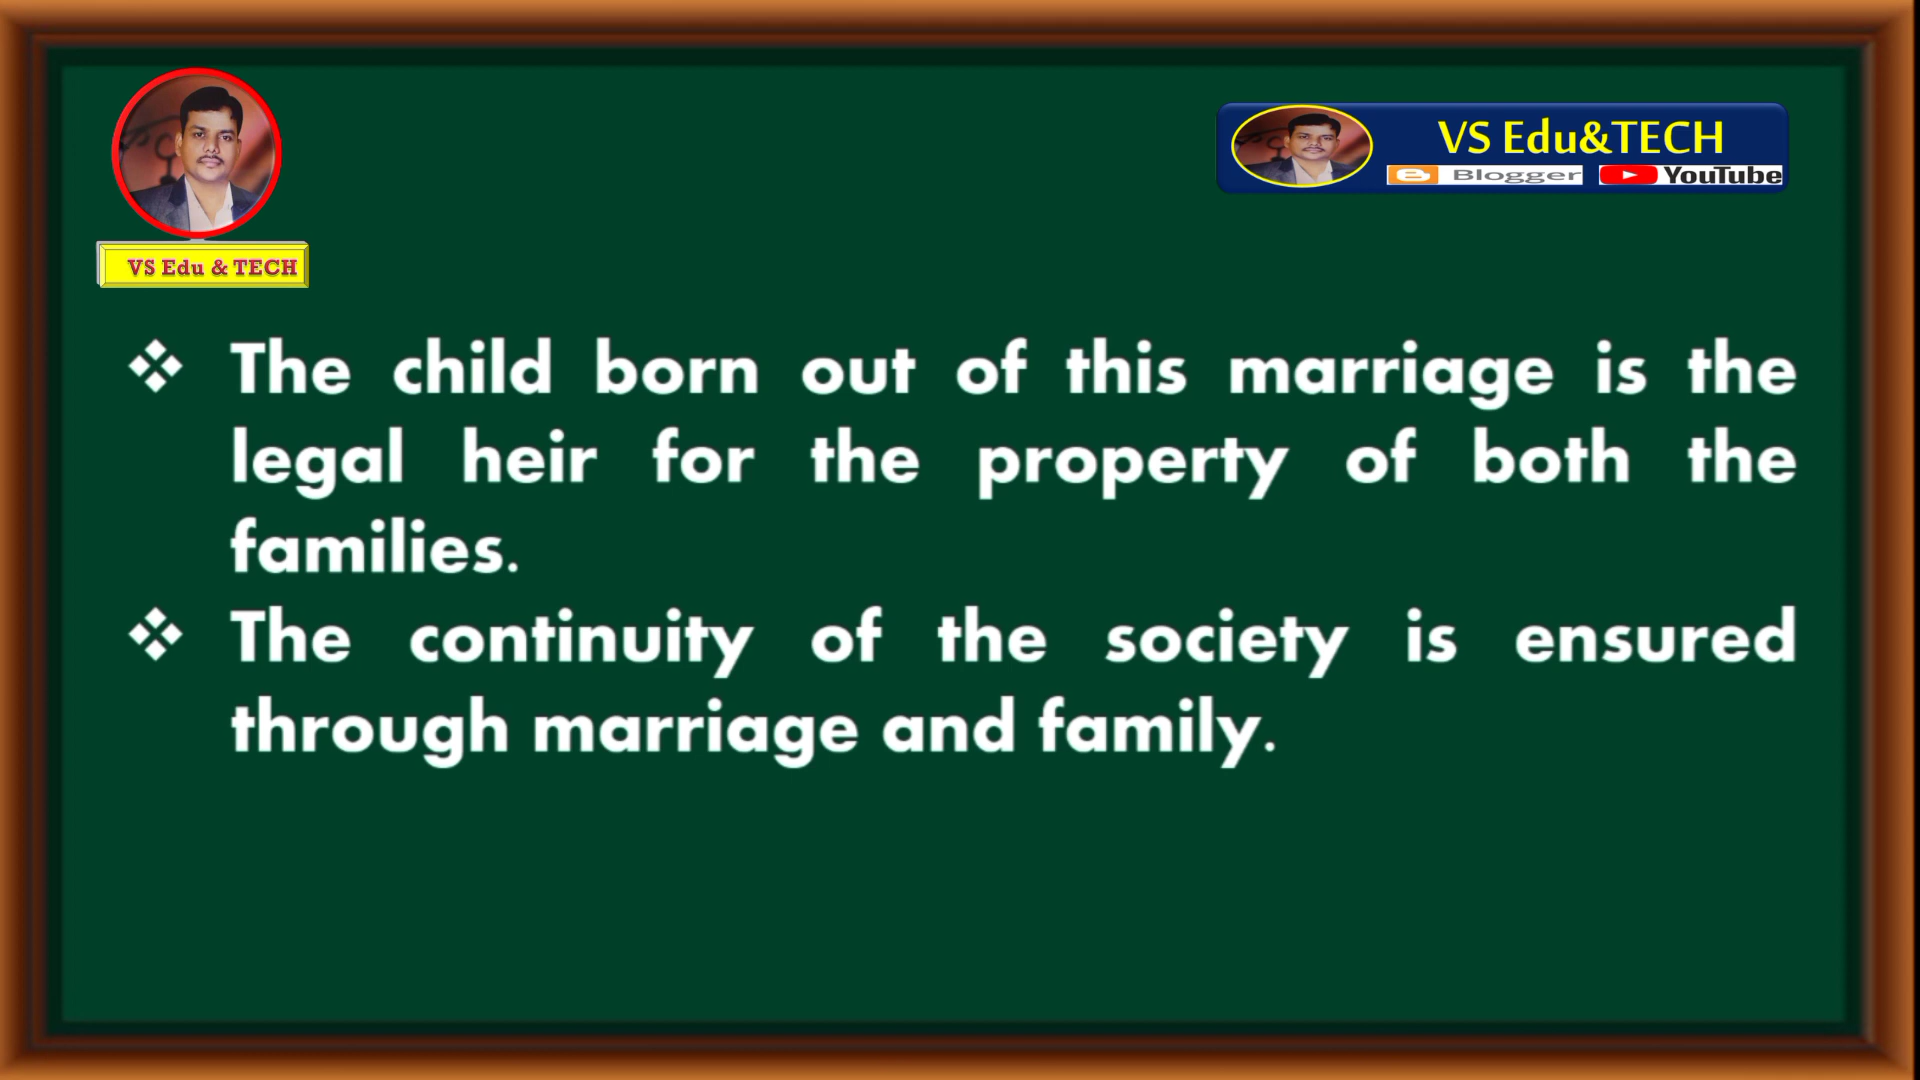 VS Edu&TECH
Blogger YouTube
VS Edu & TECH
❖ The child born out of this marriage is the
legal heir for the property of both the
families.
❖ The continuity of the society is ensured
through marriage and family.